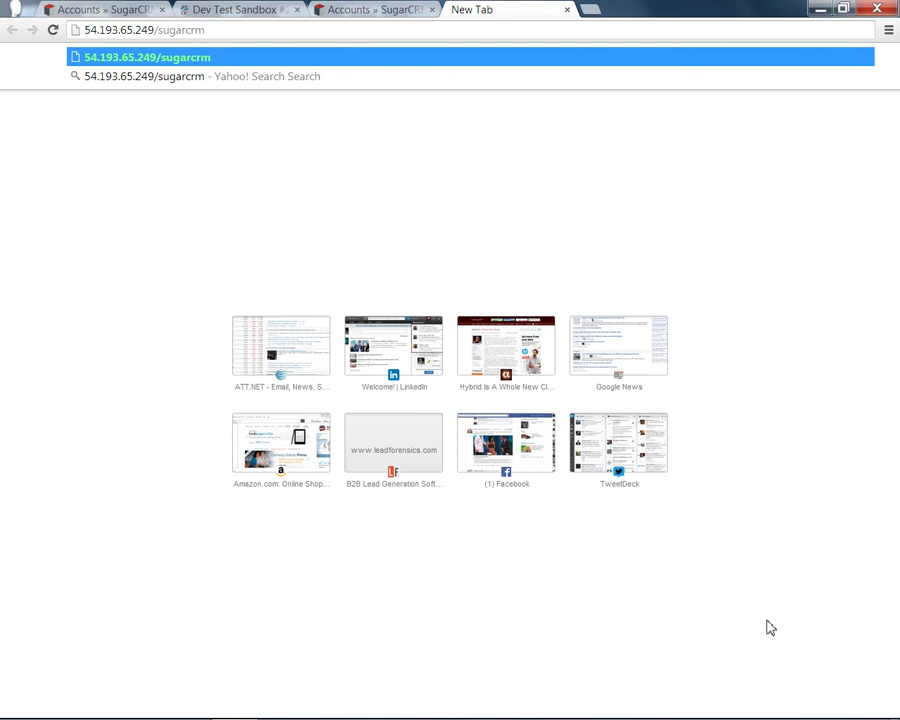 Accounts » SugarCR
Dev Test Sandbox #
Accounts » SugarCR
New Tab
54.193.65.249/sugarcrm
54.193.65.249/sugarcrm
54.193.65.249/sugarcrm - Yahoo! Search Search
ATT.NET - Email, News, S...
Welcome! | LinkedIn
Hybrid Is A Whole New Cl...
Google News
www.leadforensics.com
Amazon.com: Online Shop...
B2B Lead Generation Soft...
(1) Facebook
TweetDeck